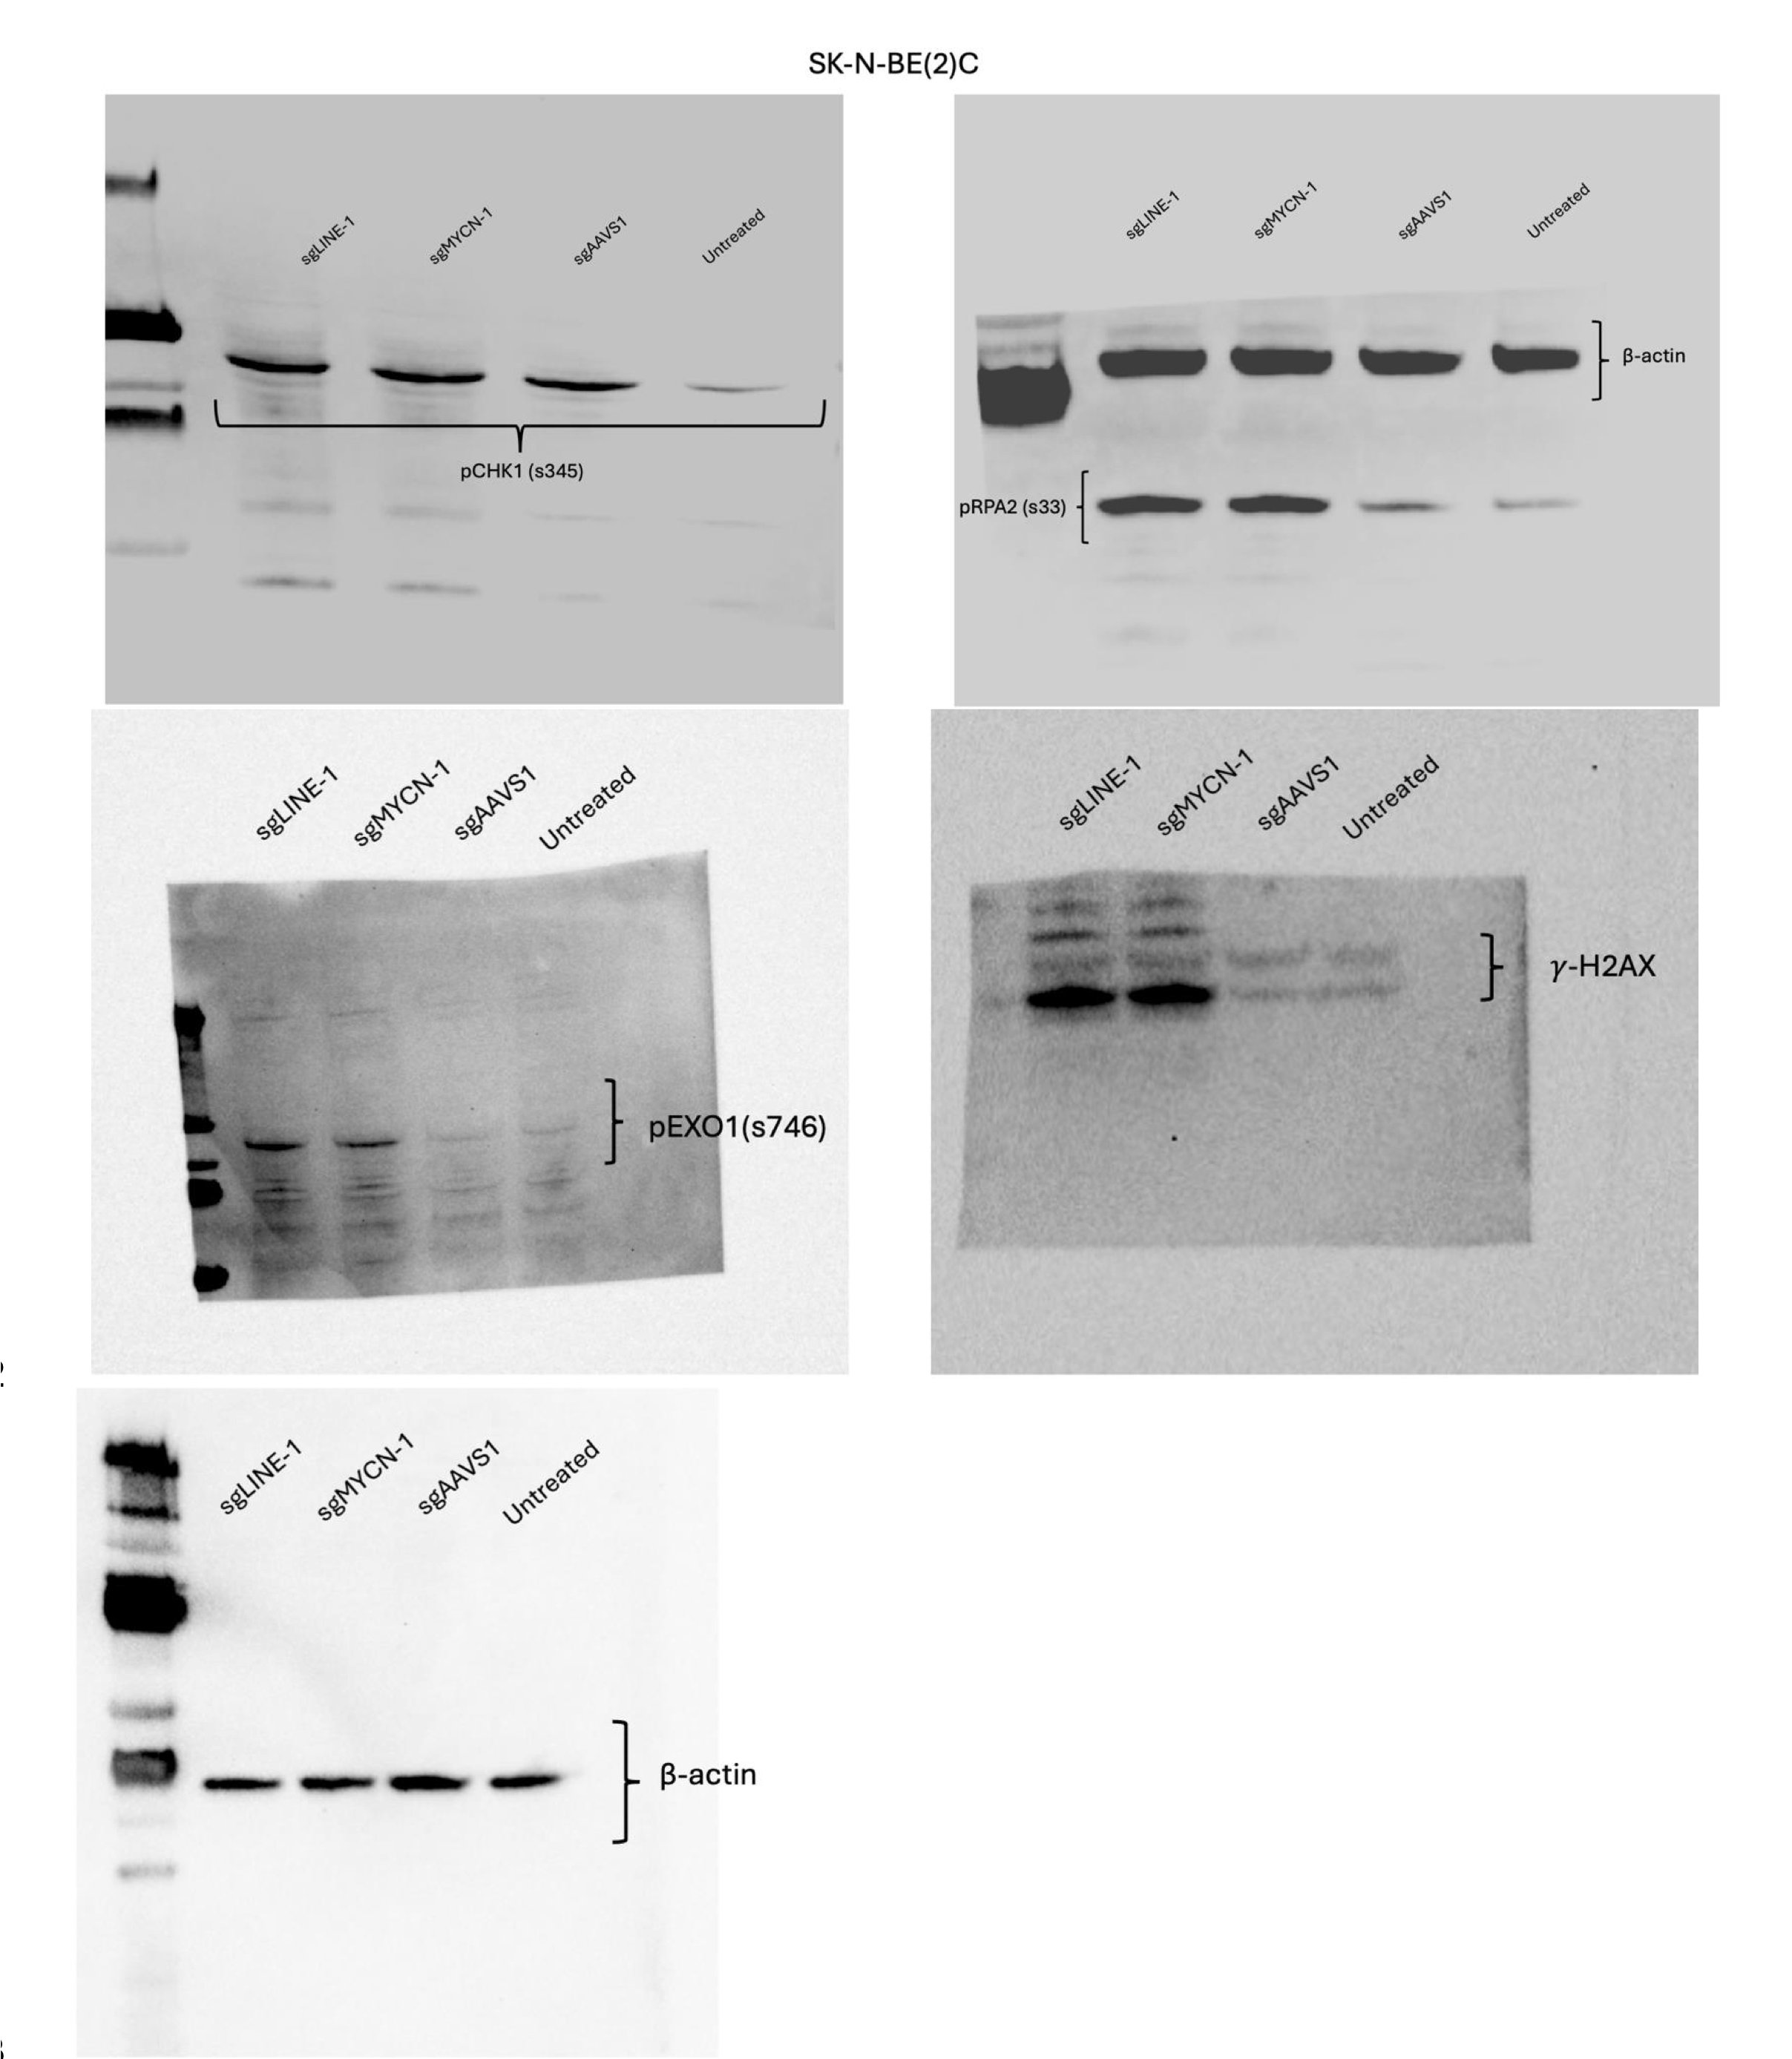 SK-N-BE(2)C
sgLINE-1
sgMYCN-1
sgAAVS1
Untreated
pCHK1 (s345)
sgLINE-1
sgMYCN-1
sgAAVS1
Untreated
β-actin
pRPA2 (s33)
sgLINE-1
sgMYCN-1
sgAAVS1
Untreated
pEXO1(s746)
sgLINE-1
sgMYCN-1
sgAAVS1
Untreated
γ-H2AX
sgLINE-1
sgMYCN-1
sgAAVS1
Untreated
β-actin